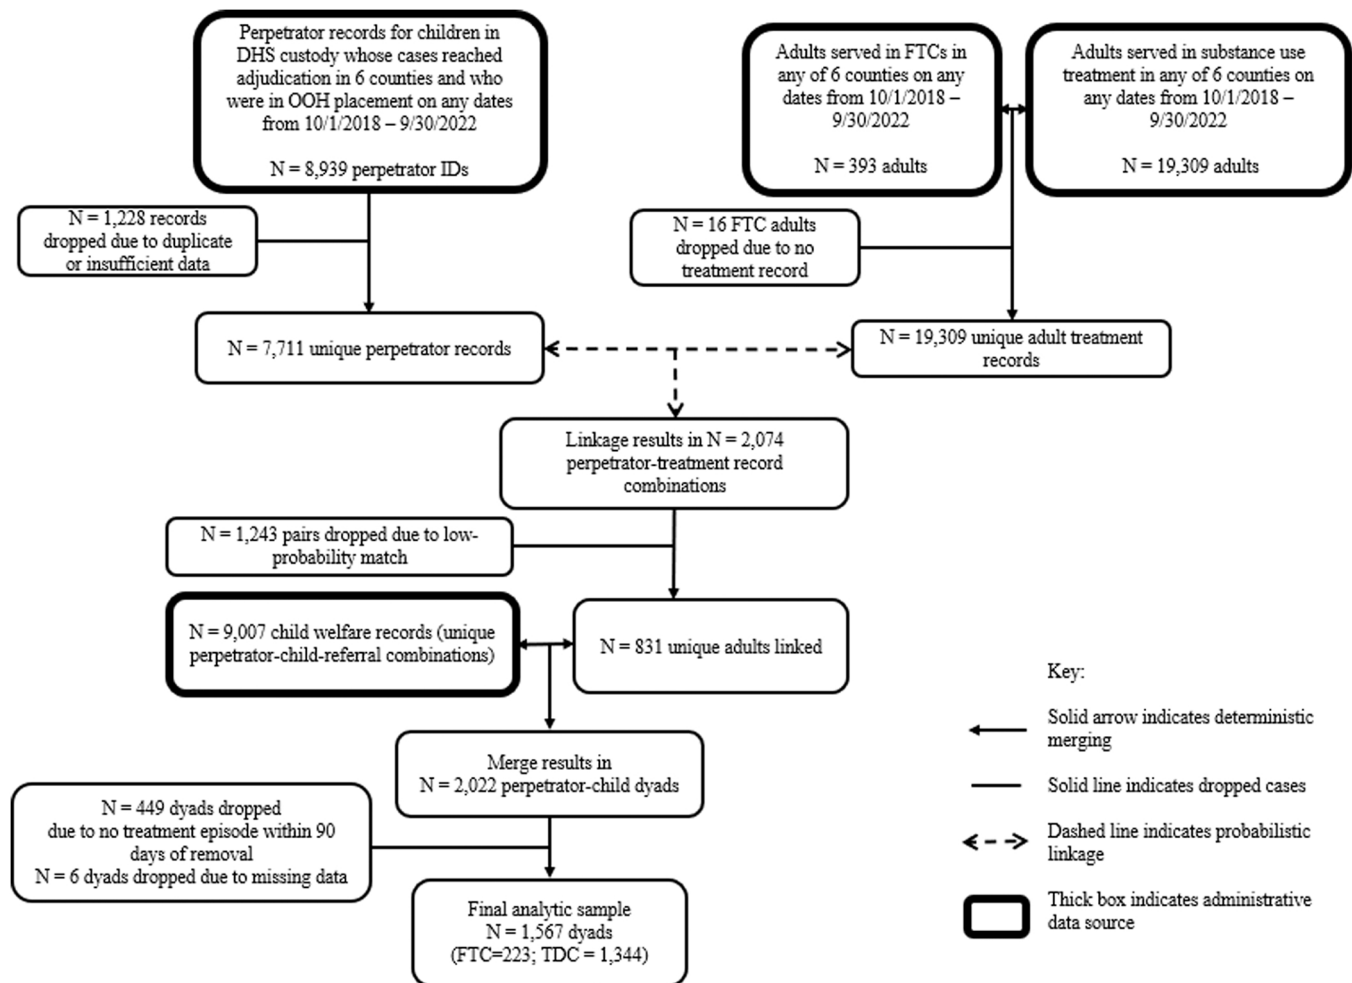 Perpetrator records for children in
DHS custody whose cases reached
adjudication in 6 counties and who
were in OOH placement on any dates
from 10/1/2018 – 9/30/2022
N = 8,939 perpetrator IDs
Adults served in FTCs in
any of 6 counties on any
dates from 10/1/2018 –
9/30/2022
N = 393 adults
Adults served in substance use
treatment in any of 6 counties on
any dates from 10/1/2018 –
9/30/2022
N = 19,309 adults
N = 1,228 records
dropped due to duplicate
or insufficient data
N = 16 FTC adults
dropped due to no
treatment record
N = 7,711 unique perpetrator records
N = 19,309 unique adult treatment
records
Linkage results in N = 2,074
perpetrator-treatment record
combinations
N = 1,243 pairs dropped due to low-
probability match
N = 9,007 child welfare records (unique
perpetrator-child-referral combinations)
N = 831 unique adults linked
Merge results in
N = 2,022 perpetrator-child dyads
N = 449 dyads dropped
due to no treatment episode within 90
days of removal
N = 6 dyads dropped due to missing data
Final analytic sample
N = 1,567 dyads
(FTC=223; TDC = 1,344)
Key:
Solid arrow indicates deterministic
merging
Solid line indicates dropped cases
Dashed line indicates probabilistic
linkage
Thick box indicates administrative
data source